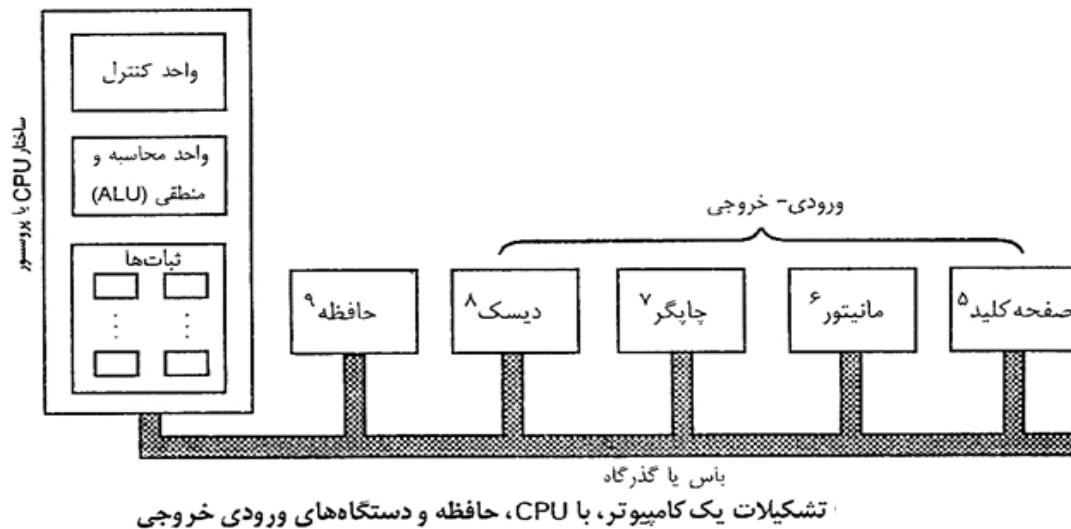 واحد کنترل
واحد محاسبه و
منطقی (ALU)
ثبات‌ها
ساختار CPU یا پروسسور
ورودی- خروجی
صفحه کلید۵
مانیتور۶
چاپگر۷
دیسک۸
حافظه۹
باس یا گذرگاه
تشکیلات یک کامپیوتر، با CPU، حافظه و دستگاه‌های ورودی خروجی